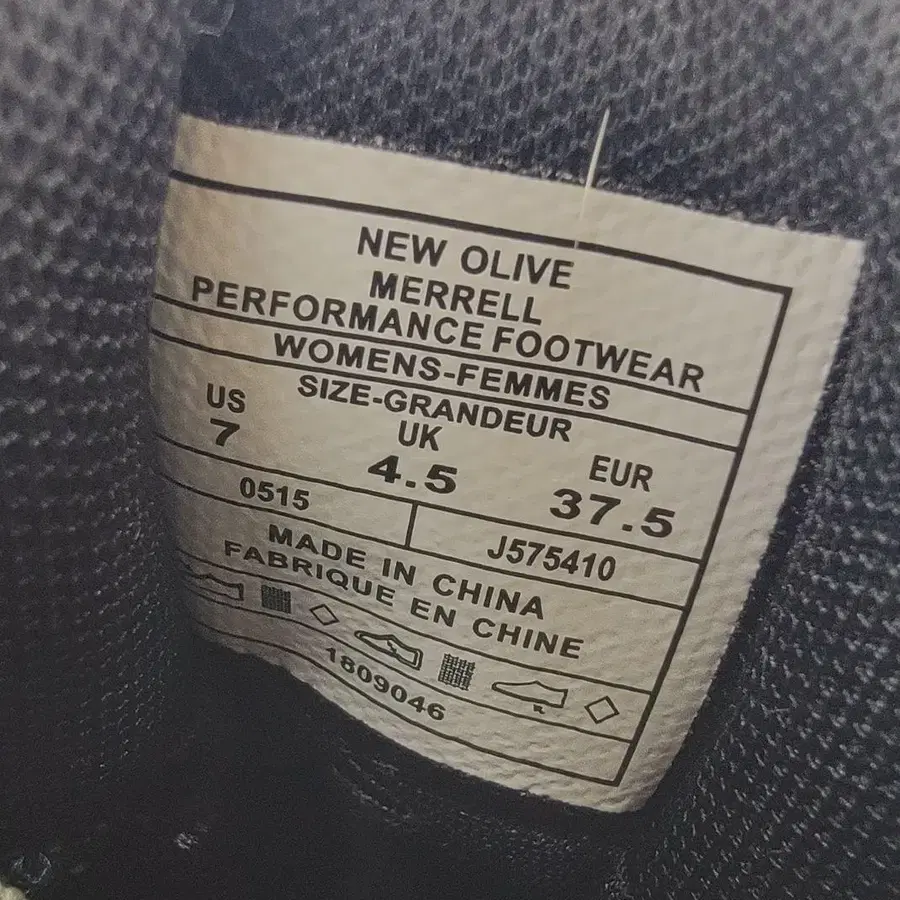 NEW OLIVE
MERRELL
PERFORMANCE FOOTWEAR
WOMENS-FEMMES
SIZE-GRANDEUR
US UK EUR
7 4.5 37.5
0515 J575410
MADE IN CHINA
FABRIQUE EN CHINE
1809046